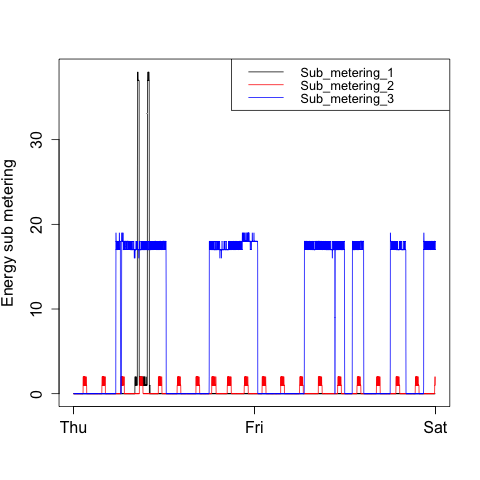 Sub_metering_1
Sub_metering_2
Sub_metering_3
Energy sub metering
30
20
10
0
Thu Fri Sat